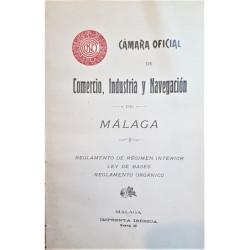 CÁMARA OFICIAL
DE
Comercio, Industria y Navegación
DE
MÁLAGA
REGLAMENTO DE RÉGIMEN INTERIOR
LEY DE BASES
REGLAMENTO ORGÁNICO
MÁLAGA
IMPRENTA IBÉRICA